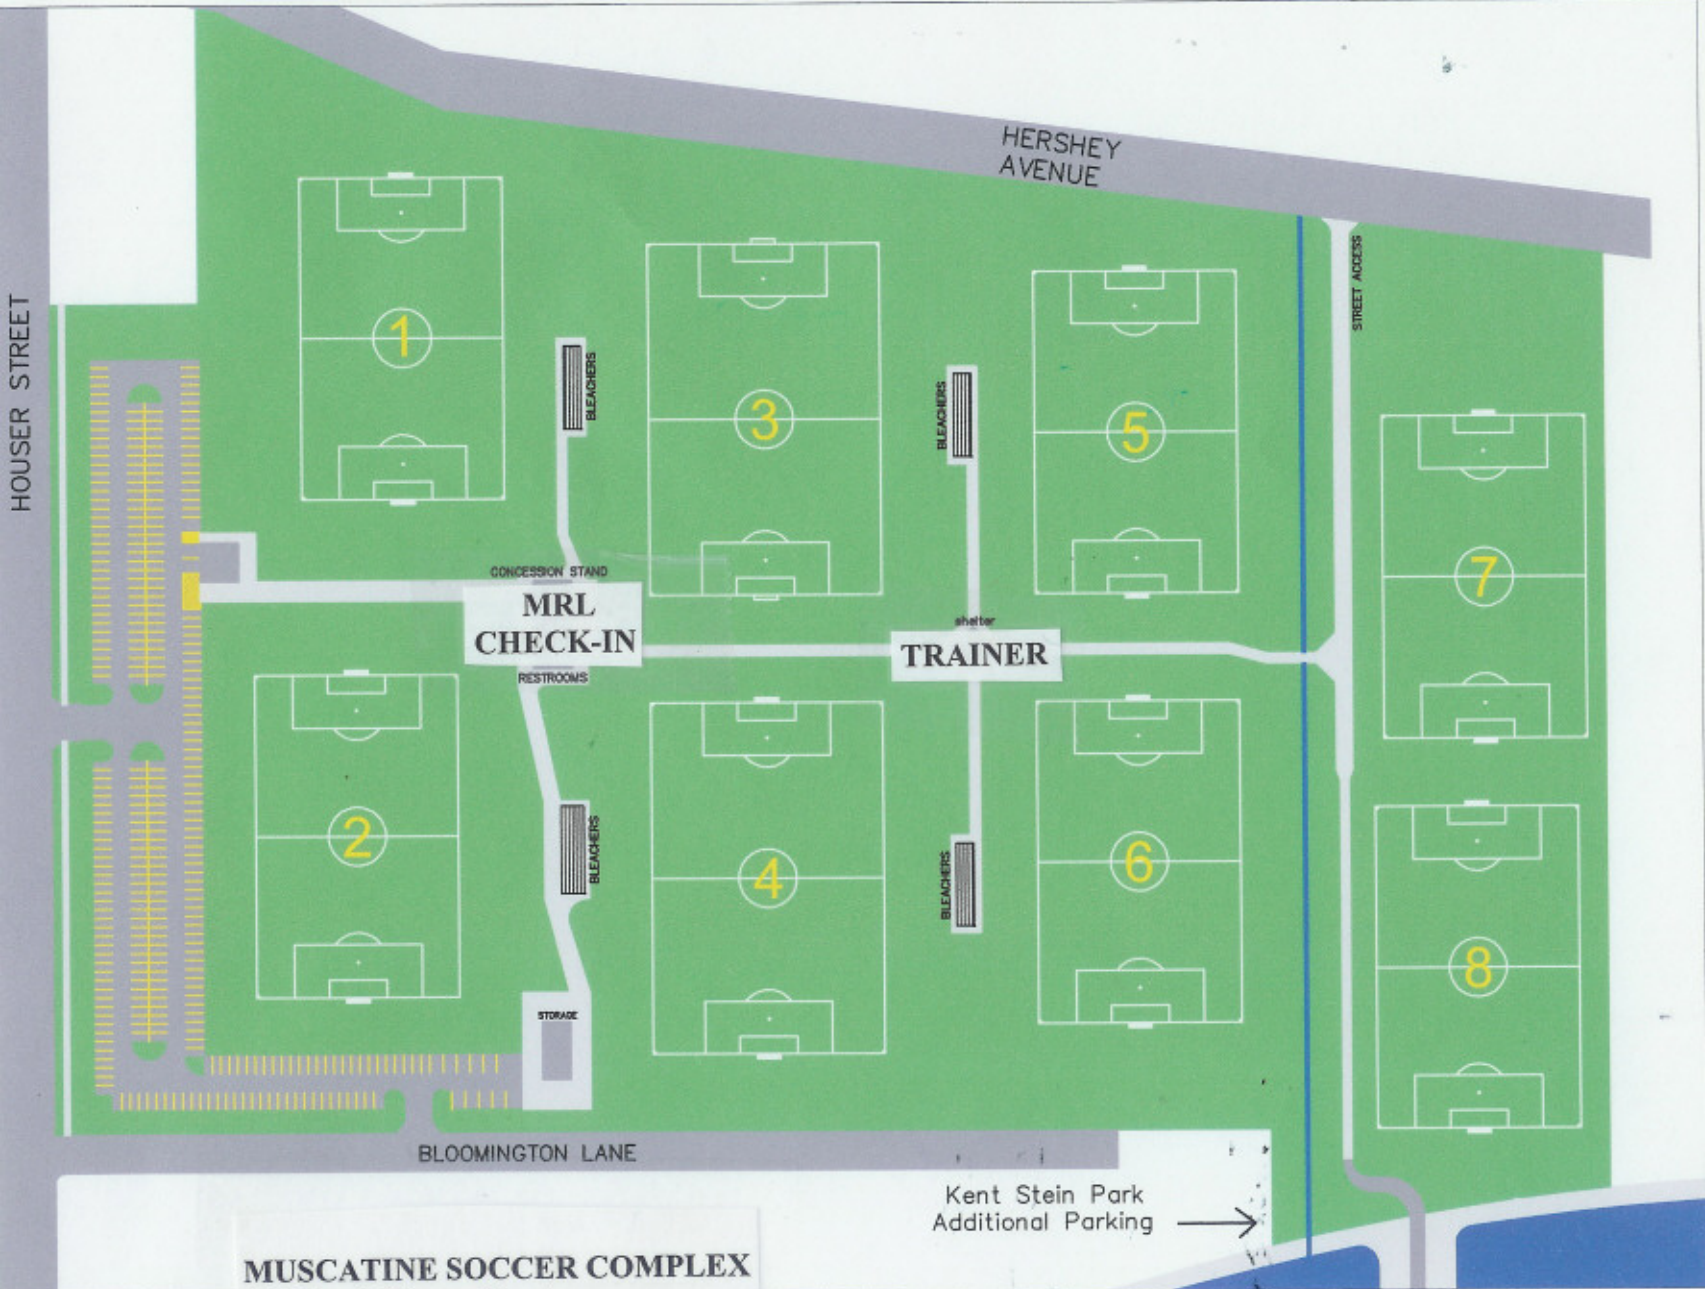 HERSHEY
AVENUE
STREET ACCESS
HOUSER STREET
1
3
5
7
BLEACHERS
BLEACHERS
CONCESSION STAND
MRL
CHECK-IN
RESTROOMS
shelter
TRAINER
2
4
6
8
BLEACHERS
BLEACHERS
STORAGE
BLOOMINGTON LANE
Kent Stein Park
Additional Parking
MUSCATINE SOCCER COMPLEX